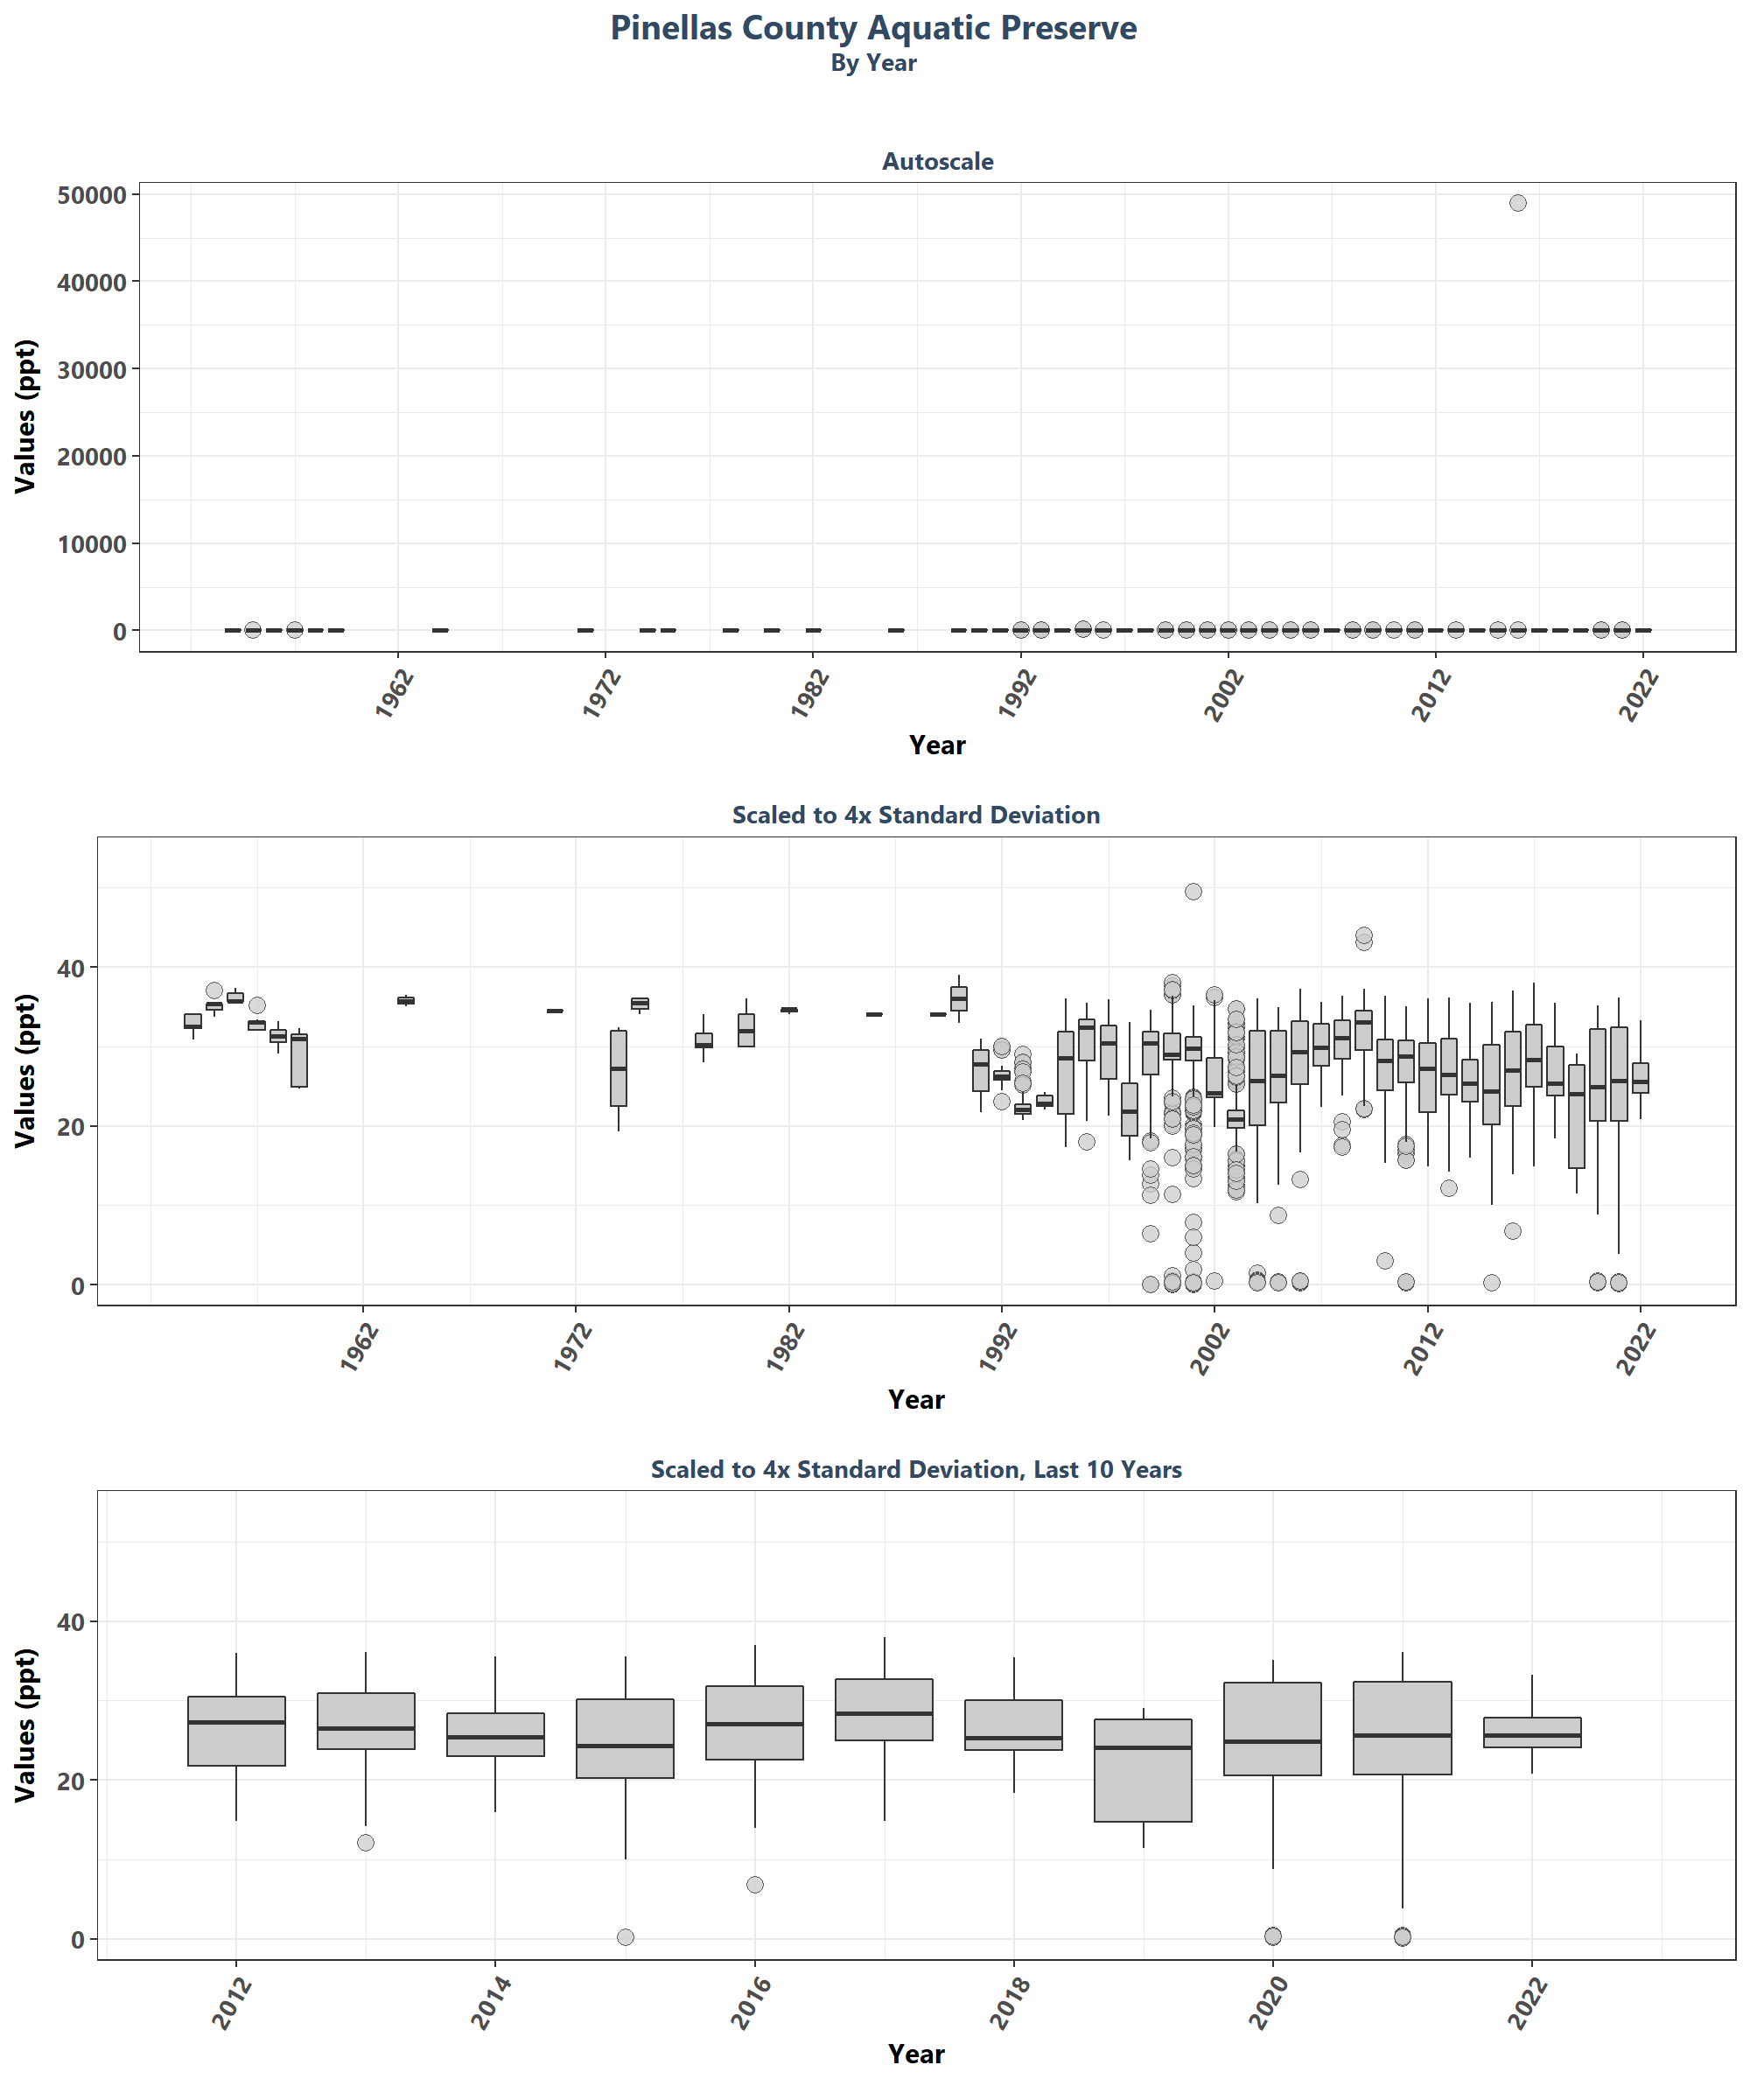 Pinellas County Aquatic Preserve
By Year
Autoscale
Values (ppt)
50000
40000
30000
20000
10000
0
1962
1972
1982
1992
2002
2012
2022
Year
Scaled to 4x Standard Deviation
Values (ppt)
40
20
0
1962
1972
1982
1992
2002
2012
2022
Year
Scaled to 4x Standard Deviation, Last 10 Years
Values (ppt)
40
20
0
2012
2014
2016
2018
2020
2022
Year